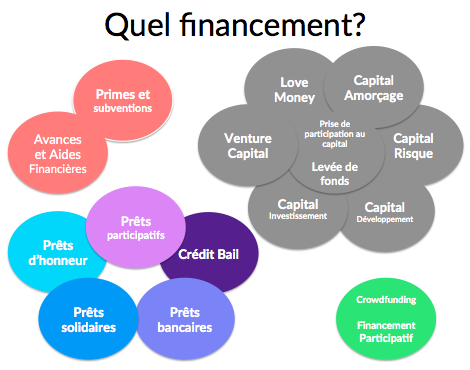 Quel financement?
Primes et
subventions
Avances
et Aides
Financières
Love
Money
Capital
Amorçage
Venture
Capital
Prise de
participation au
capital
Levée de
fonds
Capital
Risque
Capital
Investissement
Capital
Développement
Prêts
participatifs
Prêts
d'honneur
Crédit Bail
Prêts
solidaires
Prêts
bancaires
Crowdfunding
Financement
Participatif